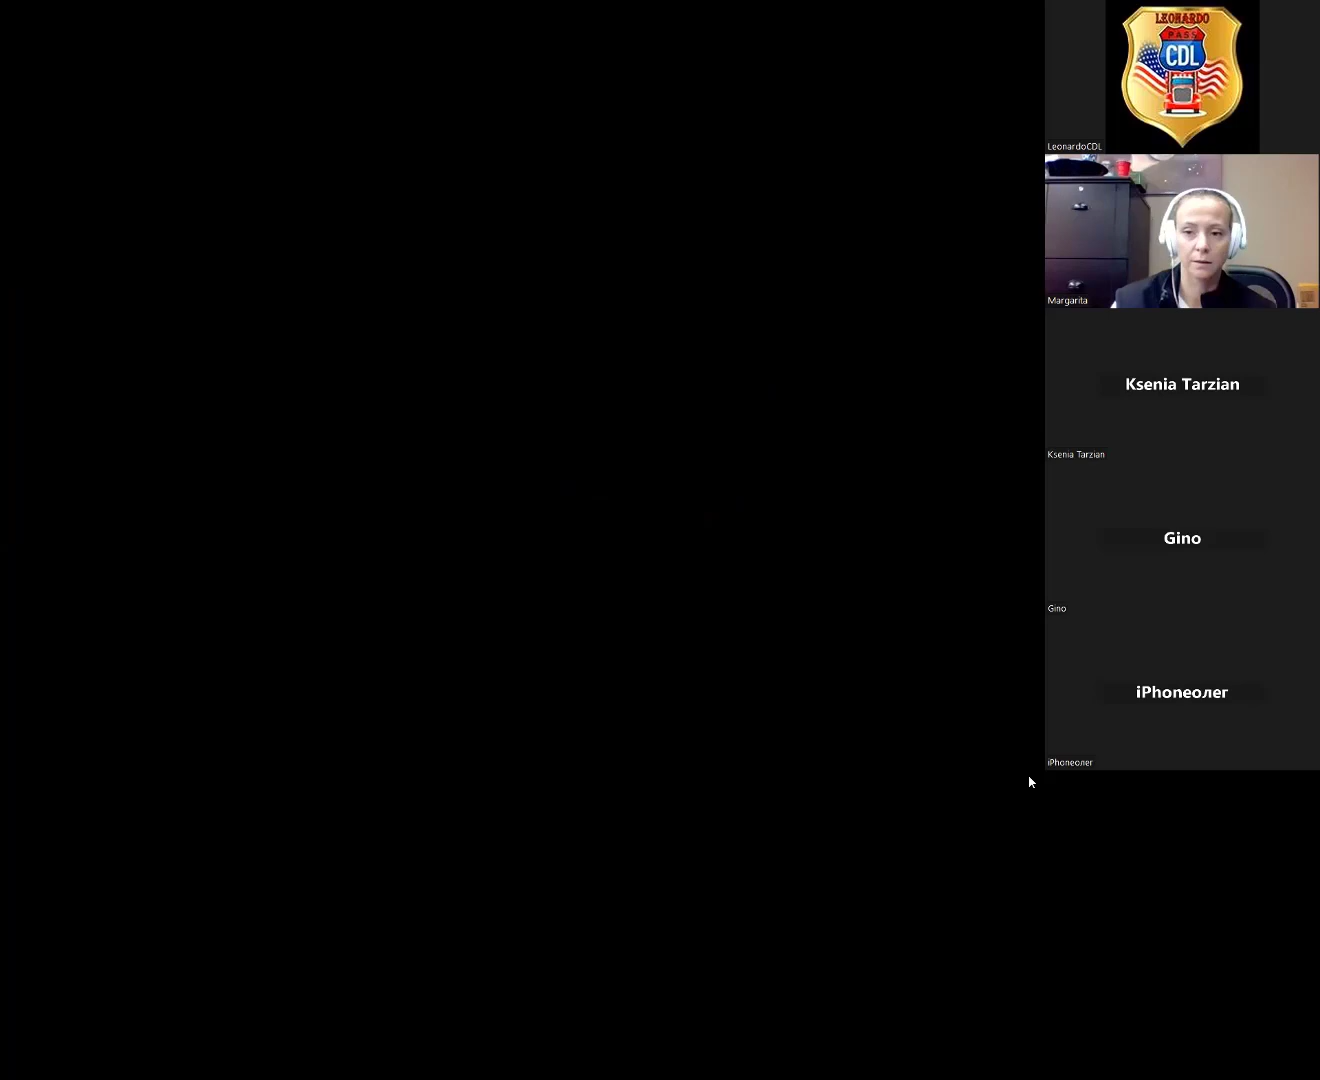 LEONARDO
PASS
CDL
LeonardoCDL
Margarita
Ksenia Tarzian
Ksenia Tarzian
Gino
Gino
iPhoneолег
iPhoneолег